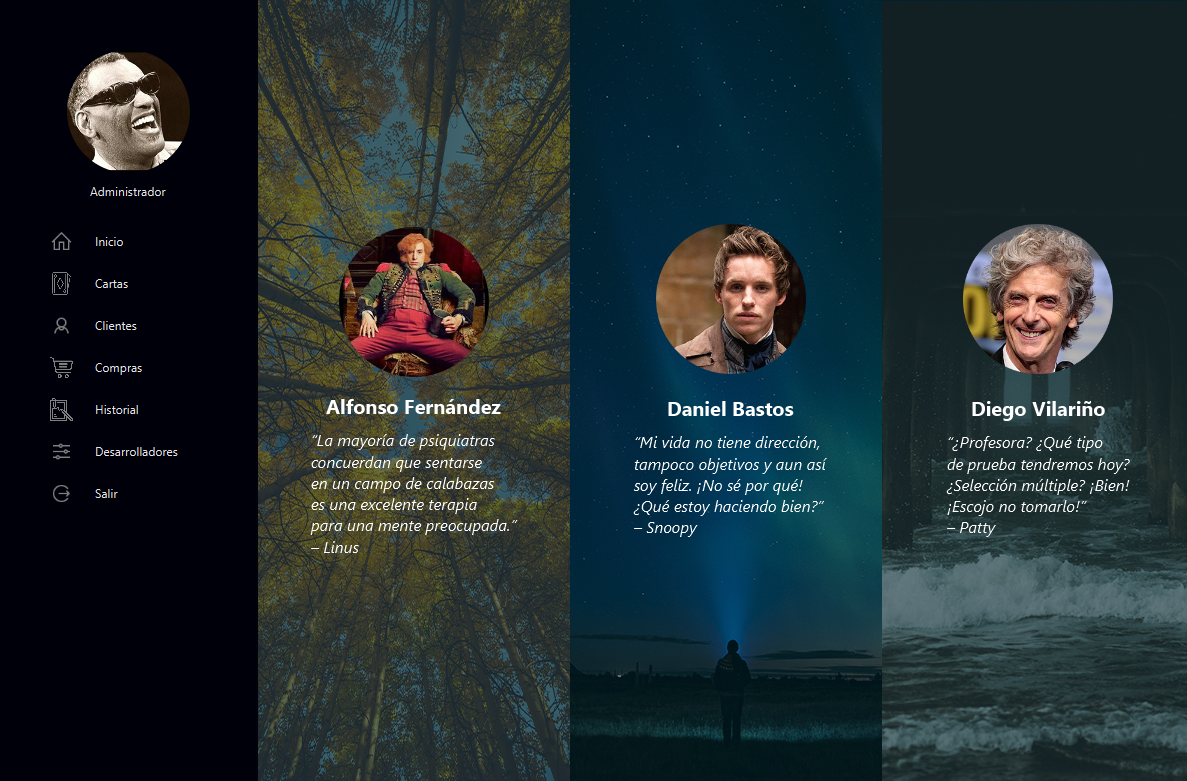 Administrador
Inicio
Cartas
Clientes
Compras
Historial
Desarrolladores
Salir
Alfonso Fernández
“La mayoría de psiquiatras
concuerdan que sentarse
en un campo de calabazas
es una excelente terapia
para una mente preocupada.”
– Linus
Daniel Bastos
“Mi vida no tiene dirección,
tampoco objetivos y aun así
soy feliz. ¡No sé por qué!
¿Qué estoy haciendo bien?”
– Snoopy
Diego Vilariño
“¿Profesora? ¿Qué tipo
de prueba tendremos hoy?
¿Selección múltiple? ¡Bien!
¡Escojo no tomarlo!”
– Patty